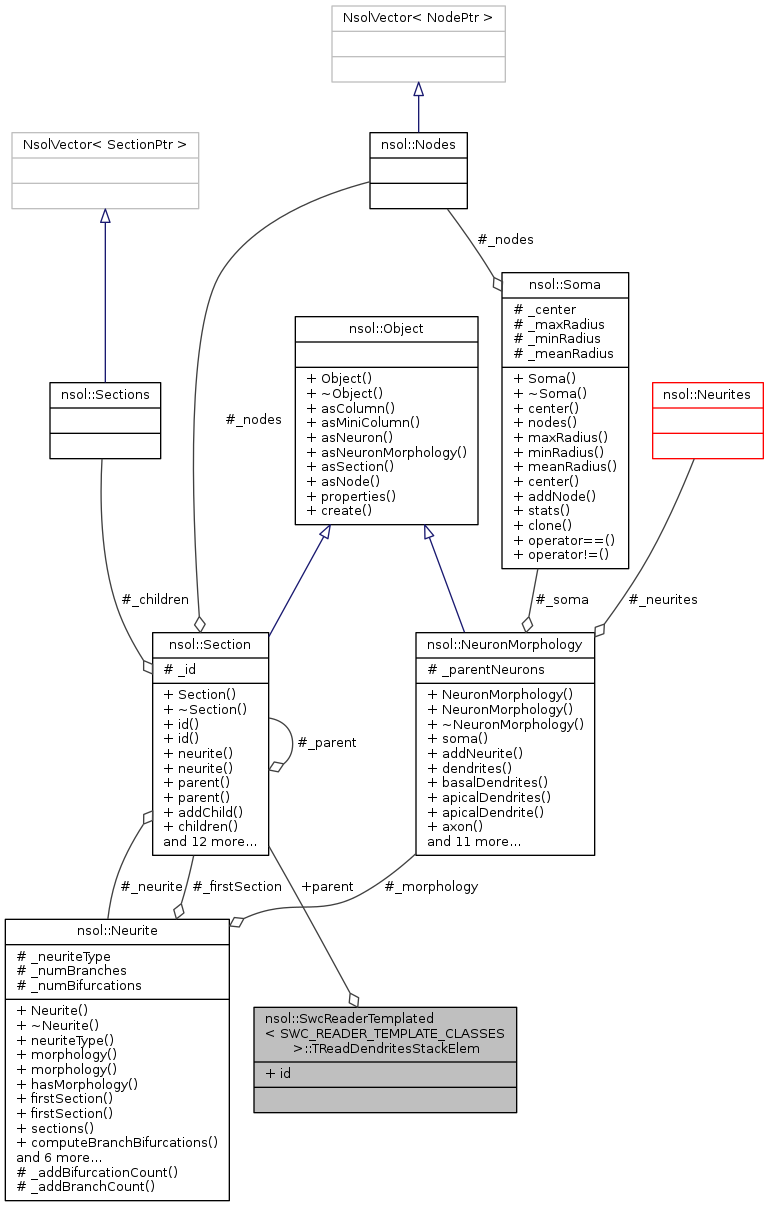 NsolVector< NodePtr >
NsolVector< SectionPtr >
nsol::Nodes
#_nodes
nsol::Soma
# _center
# _maxRadius
# _minRadius
# _meanRadius
+ Soma()
+ ~Soma()
+ center()
+ nodes()
+ maxRadius()
+ minRadius()
+ meanRadius()
+ center()
+ addNode()
+ stats()
+ clone()
+ operator==()
+ operator!=()
nsol::Object
+ Object()
+ ~Object()
+ asColumn()
+ asMiniColumn()
+ asNeuron()
+ asNeuronMorphology()
+ asSection()
+ asNode()
+ properties()
+ create()
nsol::Sections
nsol::Neurites
#_nodes
#_children
#_soma
#_neurites
nsol::Section
# _id
+ Section()
+ ~Section()
+ id()
+ id()
+ neurite()
+ neurite()
+ parent()
+ parent()
+ addChild()
+ children()
and 12 more...
#_parent
nsol::NeuronMorphology
# _parentNeurons
+ NeuronMorphology()
+ NeuronMorphology()
+ ~NeuronMorphology()
+ soma()
+ addNeurite()
+ dendrites()
+ basalDendrites()
+ apicalDendrites()
+ apicalDendrite()
+ axon()
and 11 more...
#_neurite
#_firstSection
+parent
#_morphology
nsol::Neurite
# _neuriteType
# _numBranches
# _numBifurcations
+ Neurite()
+ ~Neurite()
+ neuriteType()
+ morphology()
+ morphology()
+ hasMorphology()
+ firstSection()
+ firstSection()
+ sections()
+ computeBranchBifurcations()
and 6 more...
# _addBifurcationCount()
# _addBranchCount()
nsol::SwcReaderTemplated
< SWC_READER_TEMPLATE_CLASSES
>::TReadDendritesStackElem
+ id